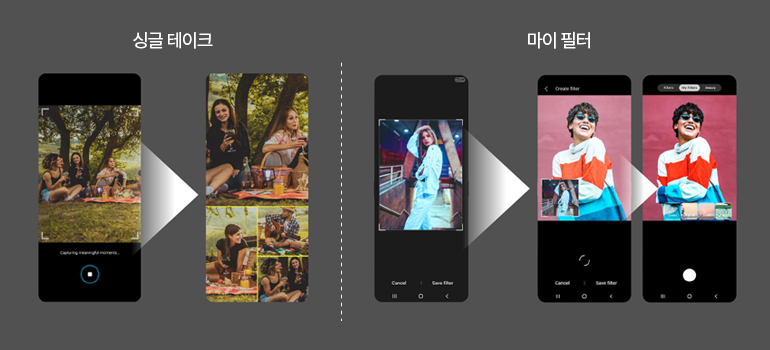 싱글 테이크
마이 필터
Capturing meaningful moments...
Cancel
Save filter
Create filter
Cancel
Save filter
Filters
My filters
Beauty